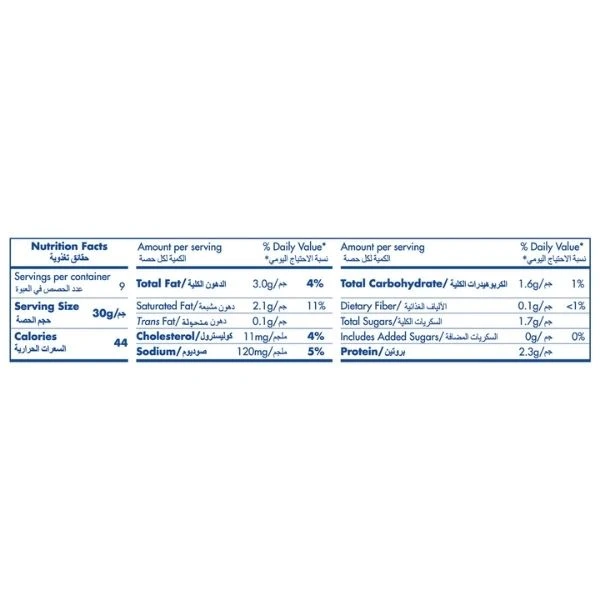 Nutrition Facts
حقائق تغذوية
Servings per container
عدد الحصص في العبوة 9
Serving Size
حجم الحصة 30g/جم
Calories
السعرات الحرارية 44
Amount per serving % Daily Value*
الكمية لكل حصة نسبة الاحتياج اليومي*
Total Fat/الدهون الكلية 3.0g/جم 4%
Saturated Fat/دهون مشبعة 2.1g/جم 11%
Trans Fat/دهون متحولة 0.1g/جم
Cholesterol/كوليسترول 11mg/ملجم 4%
Sodium/صوديوم 120mg/ملجم 5%
Amount per serving % Daily Value*
الكمية لكل حصة نسبة الاحتياج اليومي*
Total Carbohydrate/الكربوهيدرات الكلية 1.6g/جم 1%
Dietary Fiber/الألياف الغذائية 0.1g/جم <1%
Total Sugars/السكريات الكلية 1.7g/جم
Includes Added Sugars/السكريات المضافة 0g/جم 0%
Protein/بروتين 2.3g/جم